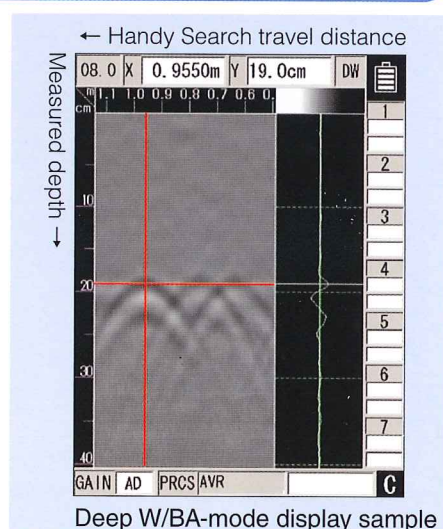 ← Handy Search travel distance
Measured depth →
08.0 X 0.9550m Y 19.0cm DW
m 1.1 1.0 0.9 0.8 0.7 0.6 0.
cm
10
20
30
40
1
2
3
4
5
6
7
GAIN AD PRCS AVR C
Deep W/BA-mode display sample